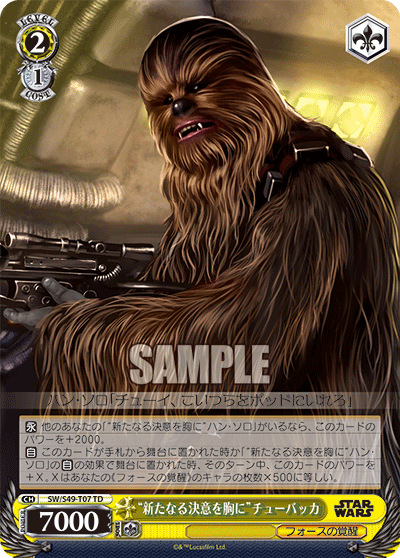 LEVEL
2
1
COST
SAMPLE
ハン・ソロ「チューイ、こいつらをポッドにいれろ」
永 他のあなたの「“新たなる決意を胸に”ハン・ソロ」がいるなら、このカードの
パワーを+2000。
自 このカードが手札から舞台に置かれた時か「“新たなる決意を胸に”ハン・
ソロ」の自の効果で舞台に置かれた時、そのターン中、このカードのパワー
に、あなたの《フォースの覚醒》のキャラの枚数×500に等しい。
CH
SW/S49-T07 TD
“新たなる決意を胸に”チューバッカ
STAR
WARS
7000
フォースの覚醒
©&™Lucasfilm Ltd.